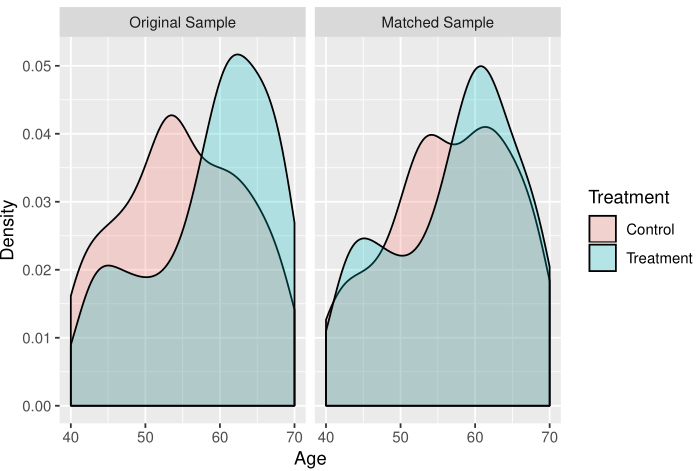 Original Sample
Matched Sample
0.05
0.04
0.03
0.02
0.01
0.00
Density
40 50 60 70
40 50 60 70
Age
Treatment
Control
Treatment